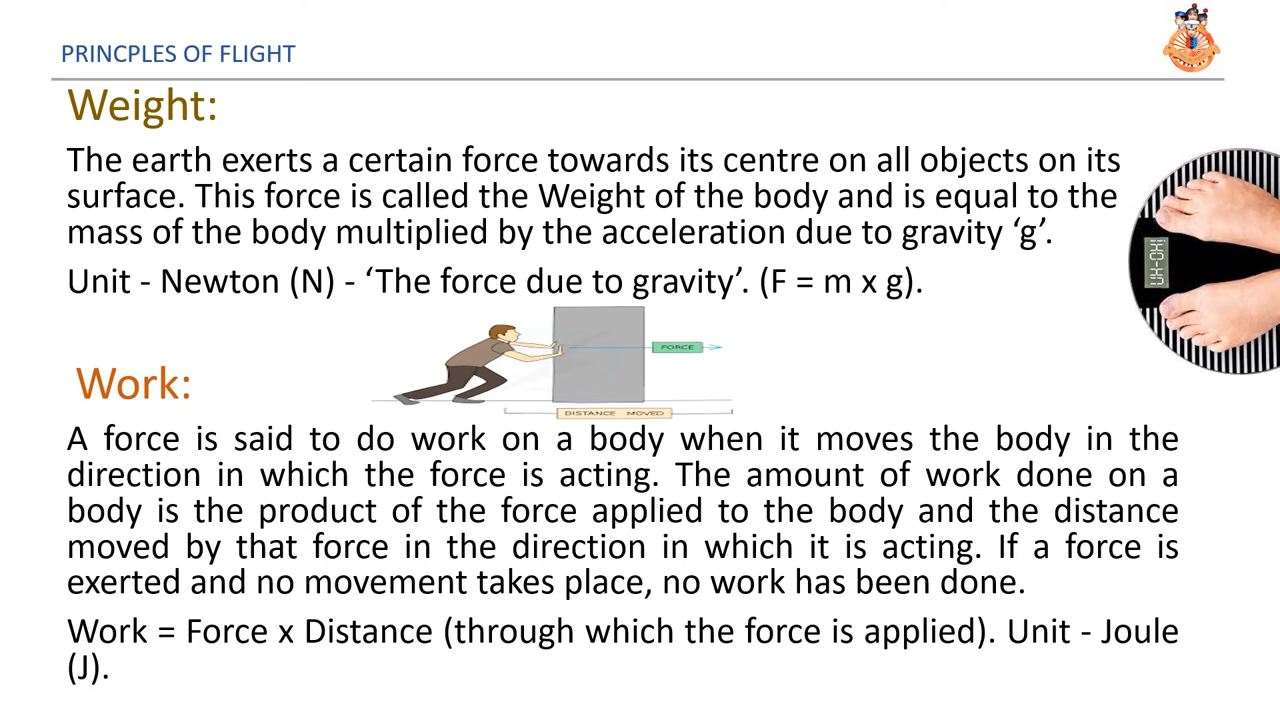 PRINCPLES OF FLIGHT
Weight:
The earth exerts a certain force towards its centre on all objects on its
surface. This force is called the Weight of the body and is equal to the
mass of the body multiplied by the acceleration due to gravity ‘g’.
Unit - Newton (N) - ‘The force due to gravity’. (F = m x g).
UH-OH!
FORCE
Work:
DISTANCE MOVED
A force is said to do work on a body when it moves the body in the
direction in which the force is acting. The amount of work done on a
body is the product of the force applied to the body and the distance
moved by that force in the direction in which it is acting. If a force is
exerted and no movement takes place, no work has been done.
Work = Force x Distance (through which the force is applied). Unit - Joule
(J).